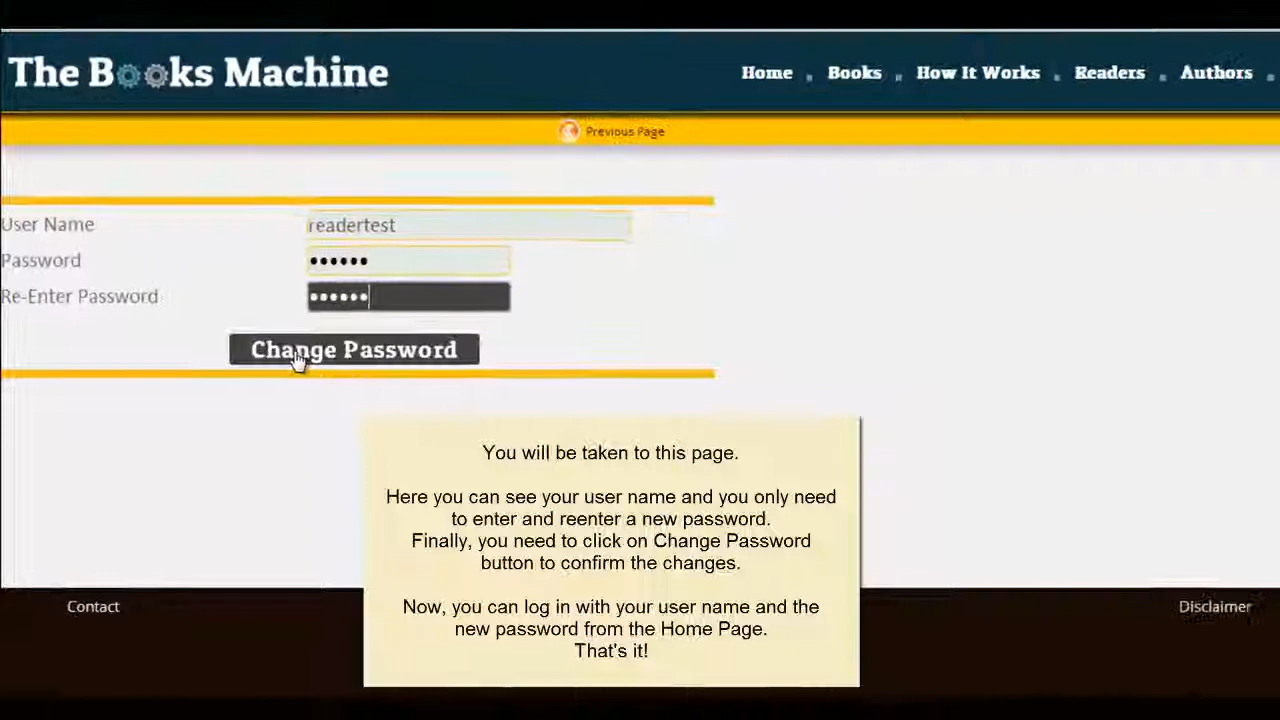 The Books Machine
Home Books How It Works Readers Authors
Previous Page
User Name readertest
Password ••••••
Re-Enter Password ••••••
Change Password
You will be taken to this page.
Here you can see your user name and you only need
to enter and reenter a new password.
Finally, you need to click on Change Password
button to confirm the changes.
Now, you can log in with your user name and the
new password from the Home Page.
That's it!
Contact Disclaimer